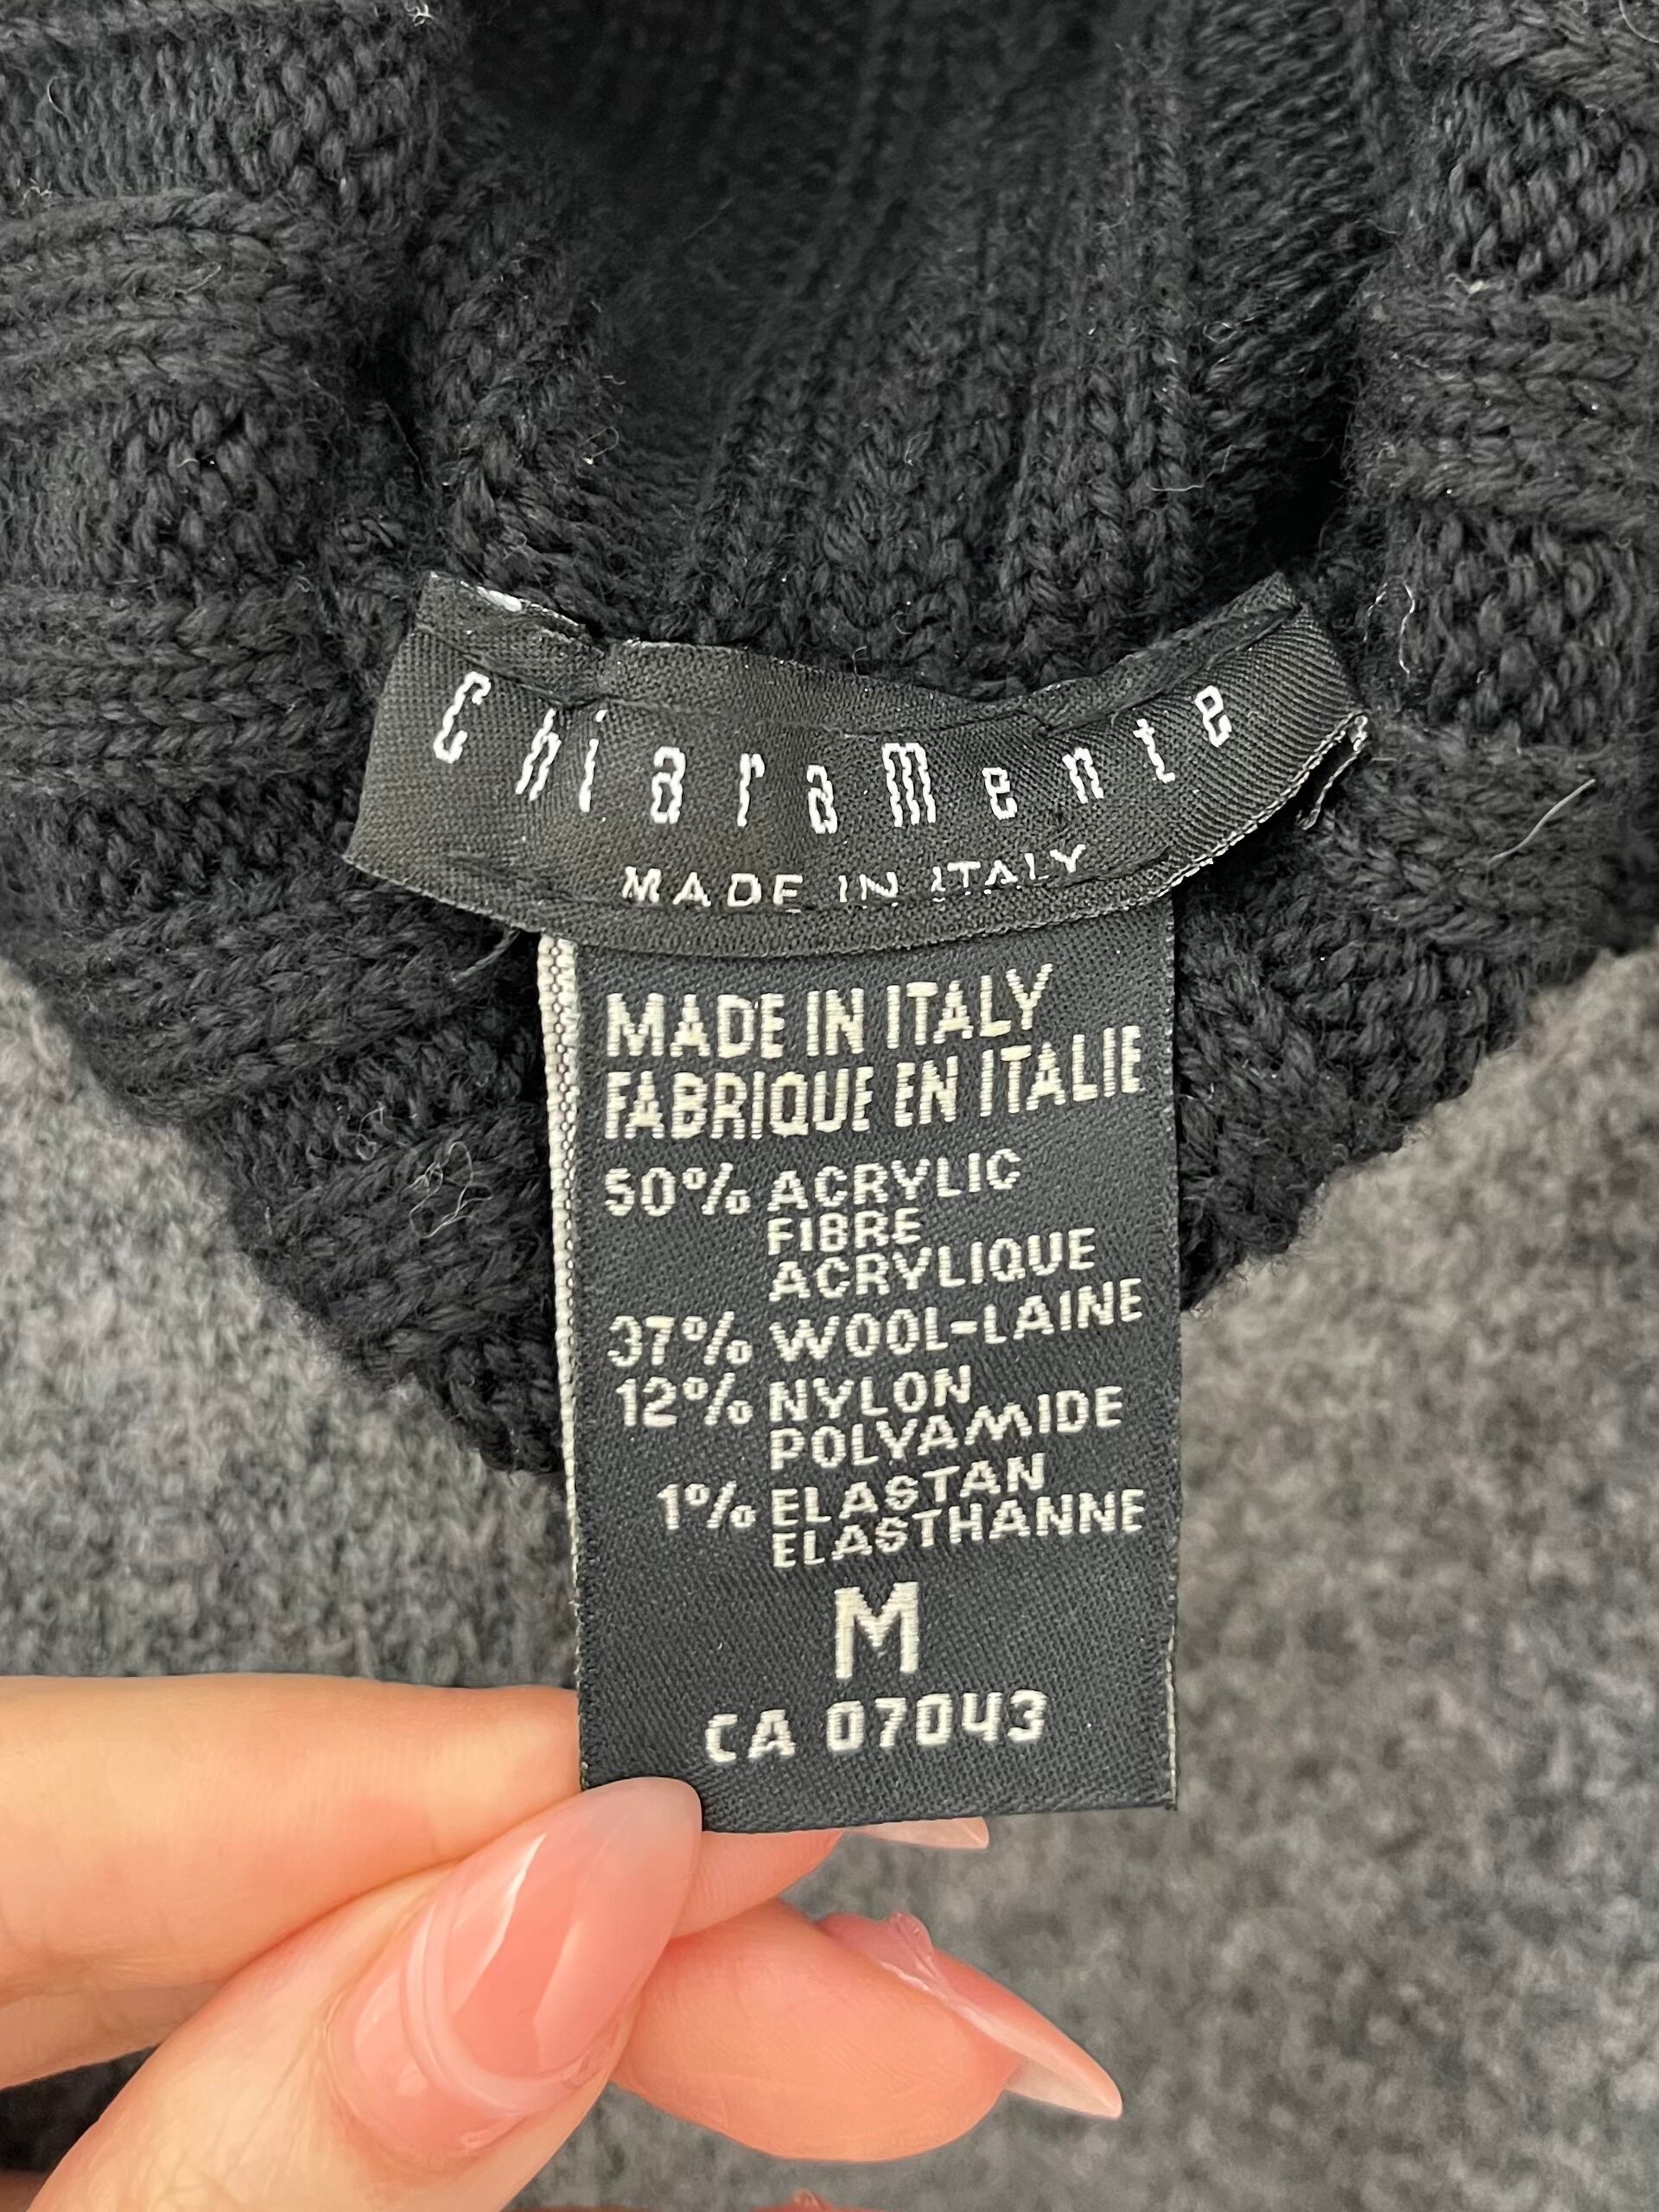 ChiaraMente
MADE IN ITALY
MADE IN ITALY
FABRIQUE EN ITALIE
50% ACRYLIC
FIBRE
ACRYLIQUE
37% WOOL-LAINE
12% NYLON
POLYAMIDE
1% ELASTAN
ELASTHANNE
M
CA 07043